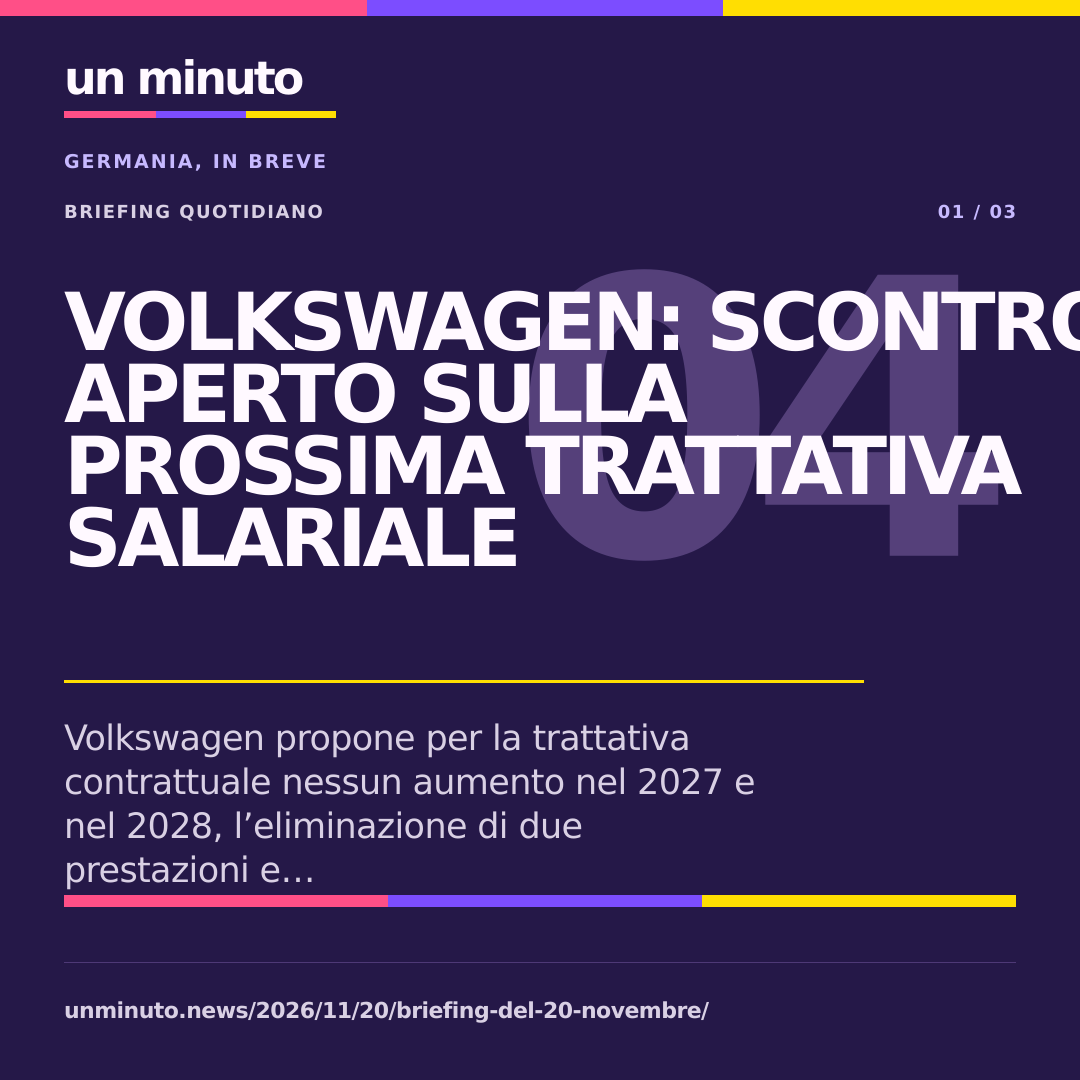 un minuto
GERMANIA, IN BREVE
BRIEFING QUOTIDIANO
01 / 03
04
VOLKSWAGEN: SCONTRO
APERTO SULLA
PROSSIMA TRATTATIVA
SALARIALE
Volkswagen propone per la trattativa
contrattuale nessun aumento nel 2027 e
nel 2028, l’eliminazione di due
prestazioni e…
unminuto.news/2026/11/20/briefing-del-20-novembre/